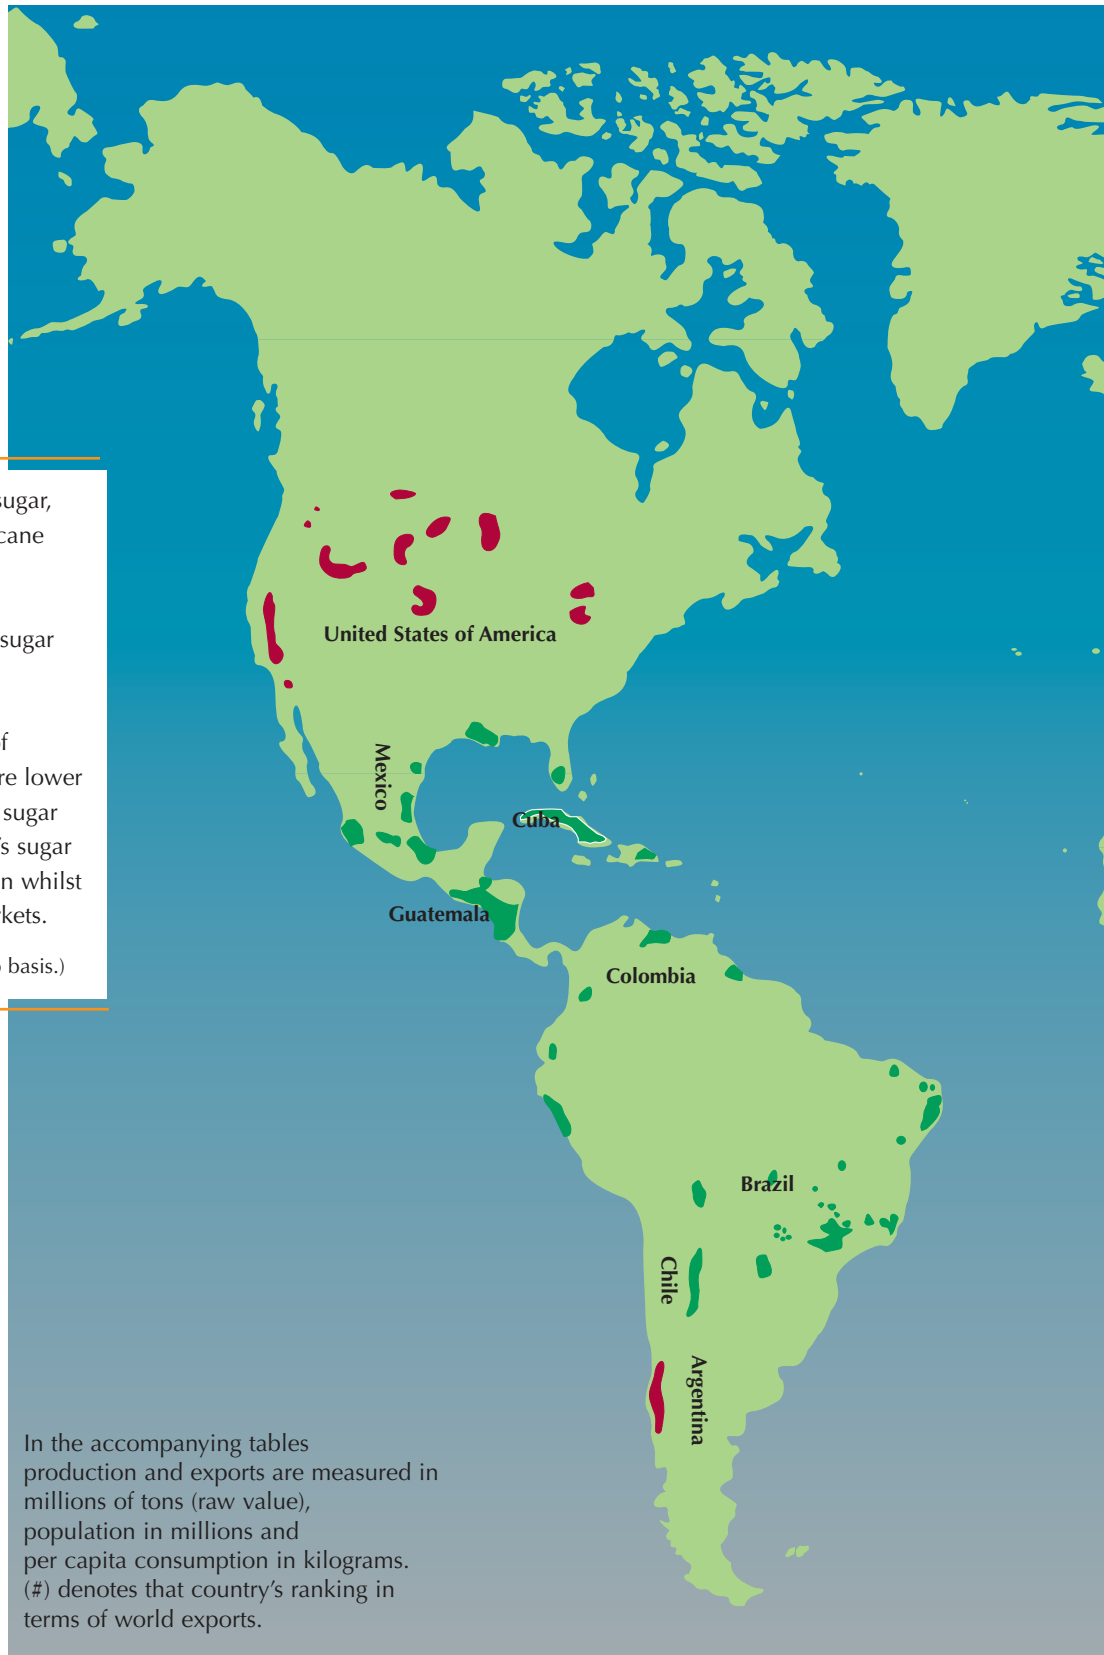 sugar,
cane
sugar
of
re lower
sugar
's sugar
n whilst
kets.
basis.)
United States of America
Mexico
Cuba
Guatemala
Colombia
Brazil
Chile
Argentina
In the accompanying tables
production and exports are measured in
millions of tons (raw value),
population in millions and
per capita consumption in kilograms.
(#) denotes that country's ranking in
terms of world exports.